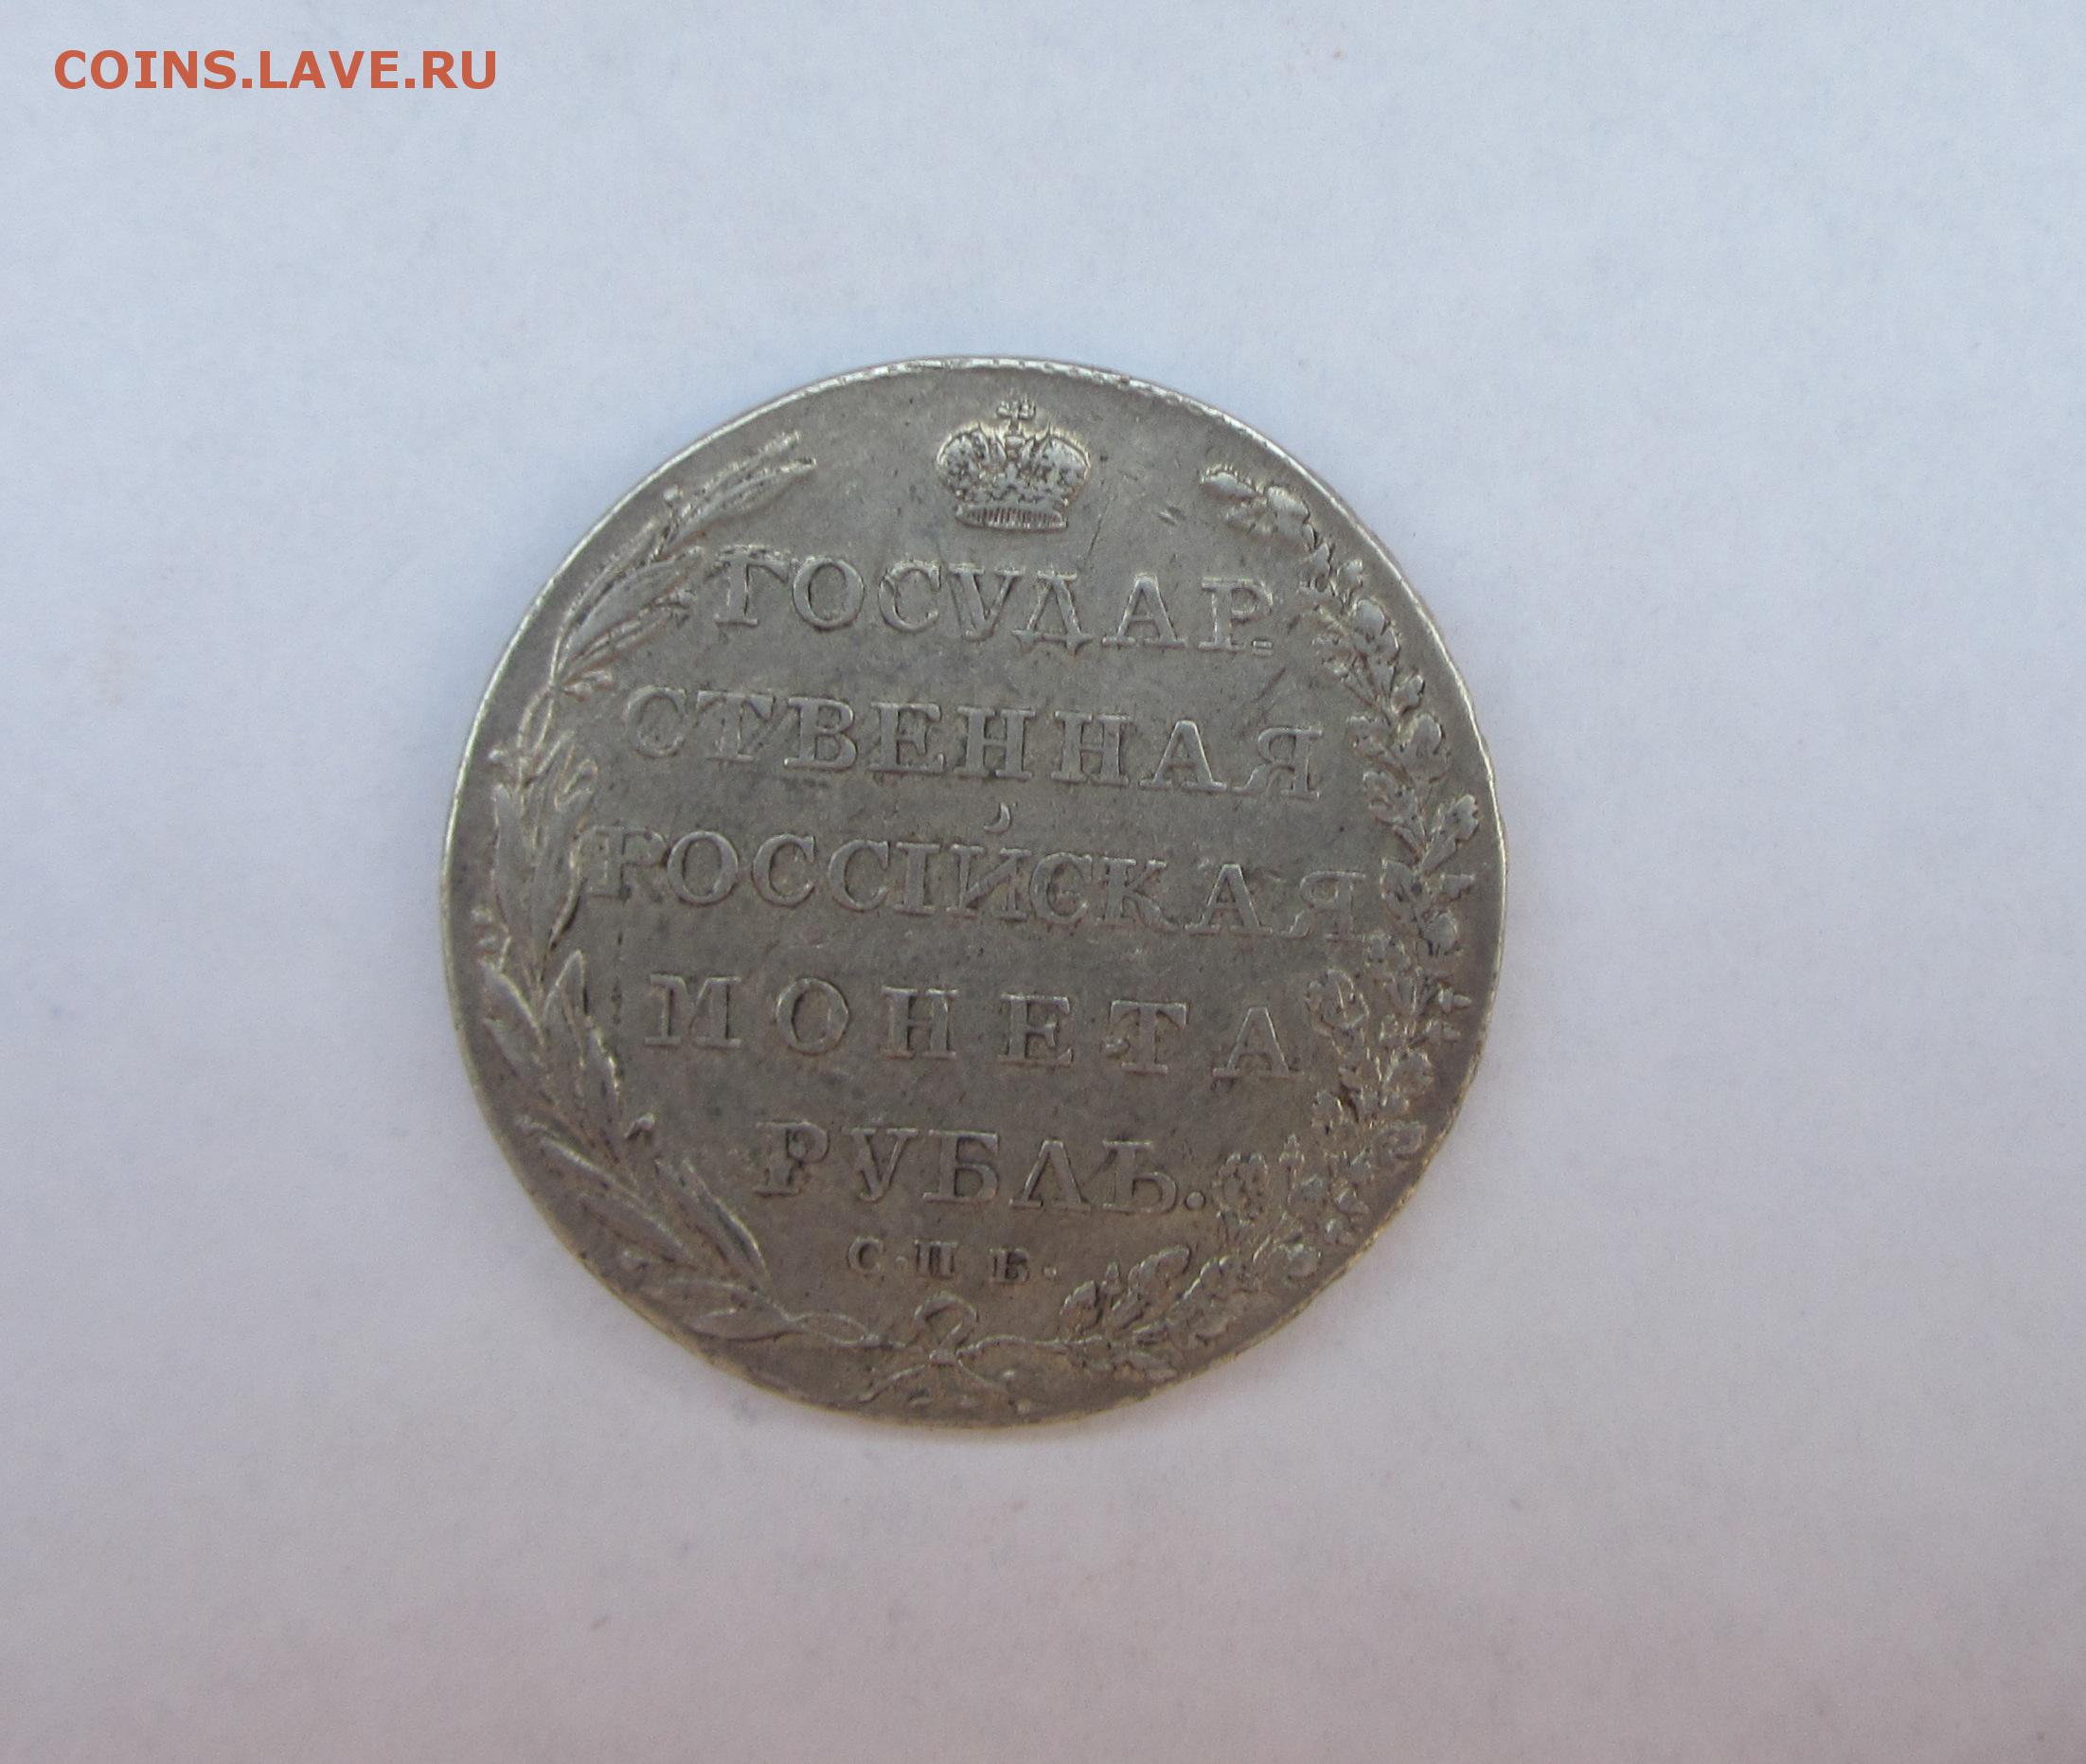 COINS.LAVE.RU
ГОСУДАР.
СТВЕННАЯ
РОССІЙСКАЯ
МОНЕТА
РУБЛЬ.
С·П Б·